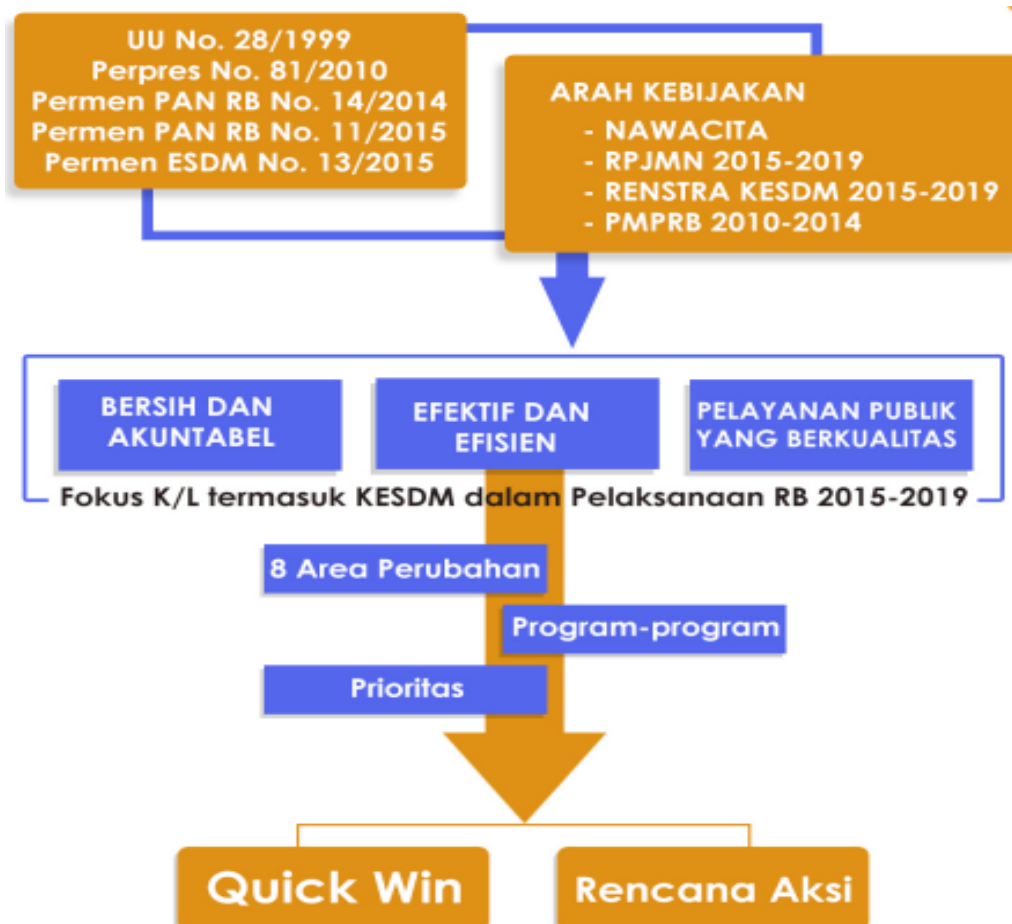 UU No. 28/1999
Perpres No. 81/2010
Permen PAN RB No. 14/2014
Permen PAN RB No. 11/2015
Permen ESDM No. 13/2015
ARAH KEBIJAKAN
- NAWACITA
- RPJMN 2015-2019
- RENSTRA KESDM 2015-2019
- PMPRB 2010-2014
BERSIH DAN
AKUNTABEL
EFEKTIF DAN
EFISIEN
PELAYANAN PUBLIK
YANG BERKUALITAS
Fokus K/L termasuk KESDM dalam Pelaksanaan RB 2015-2019
8 Area Perubahan
Program-program
Prioritas
Quick Win
Rencana Aksi